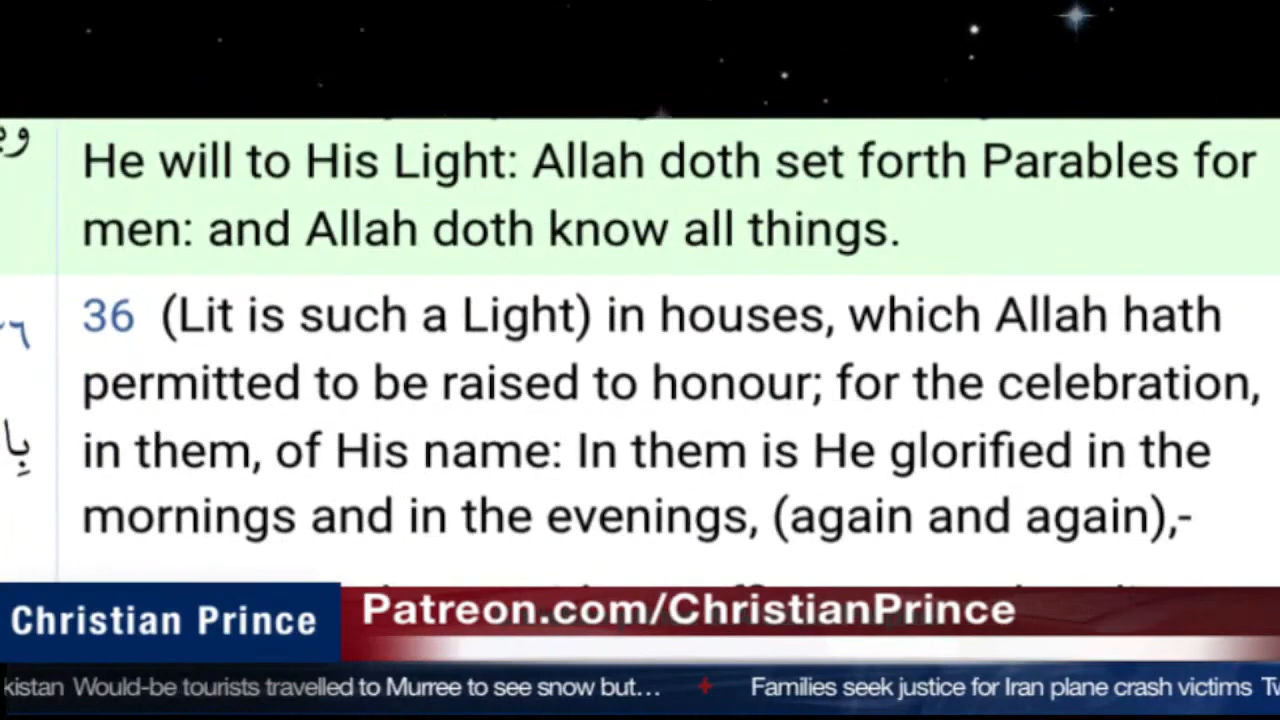 He will to His Light: Allah doth set forth Parables for
men: and Allah doth know all things.
36 (Lit is such a Light) in houses, which Allah hath
permitted to be raised to honour; for the celebration,
in them, of His name: In them is He glorified in the
mornings and in the evenings, (again and again),-
Christian Prince
Patreon.com/ChristianPrince
kistan Would-be tourists travelled to Murree to see snow but... + Families seek justice for Iran plane crash victims